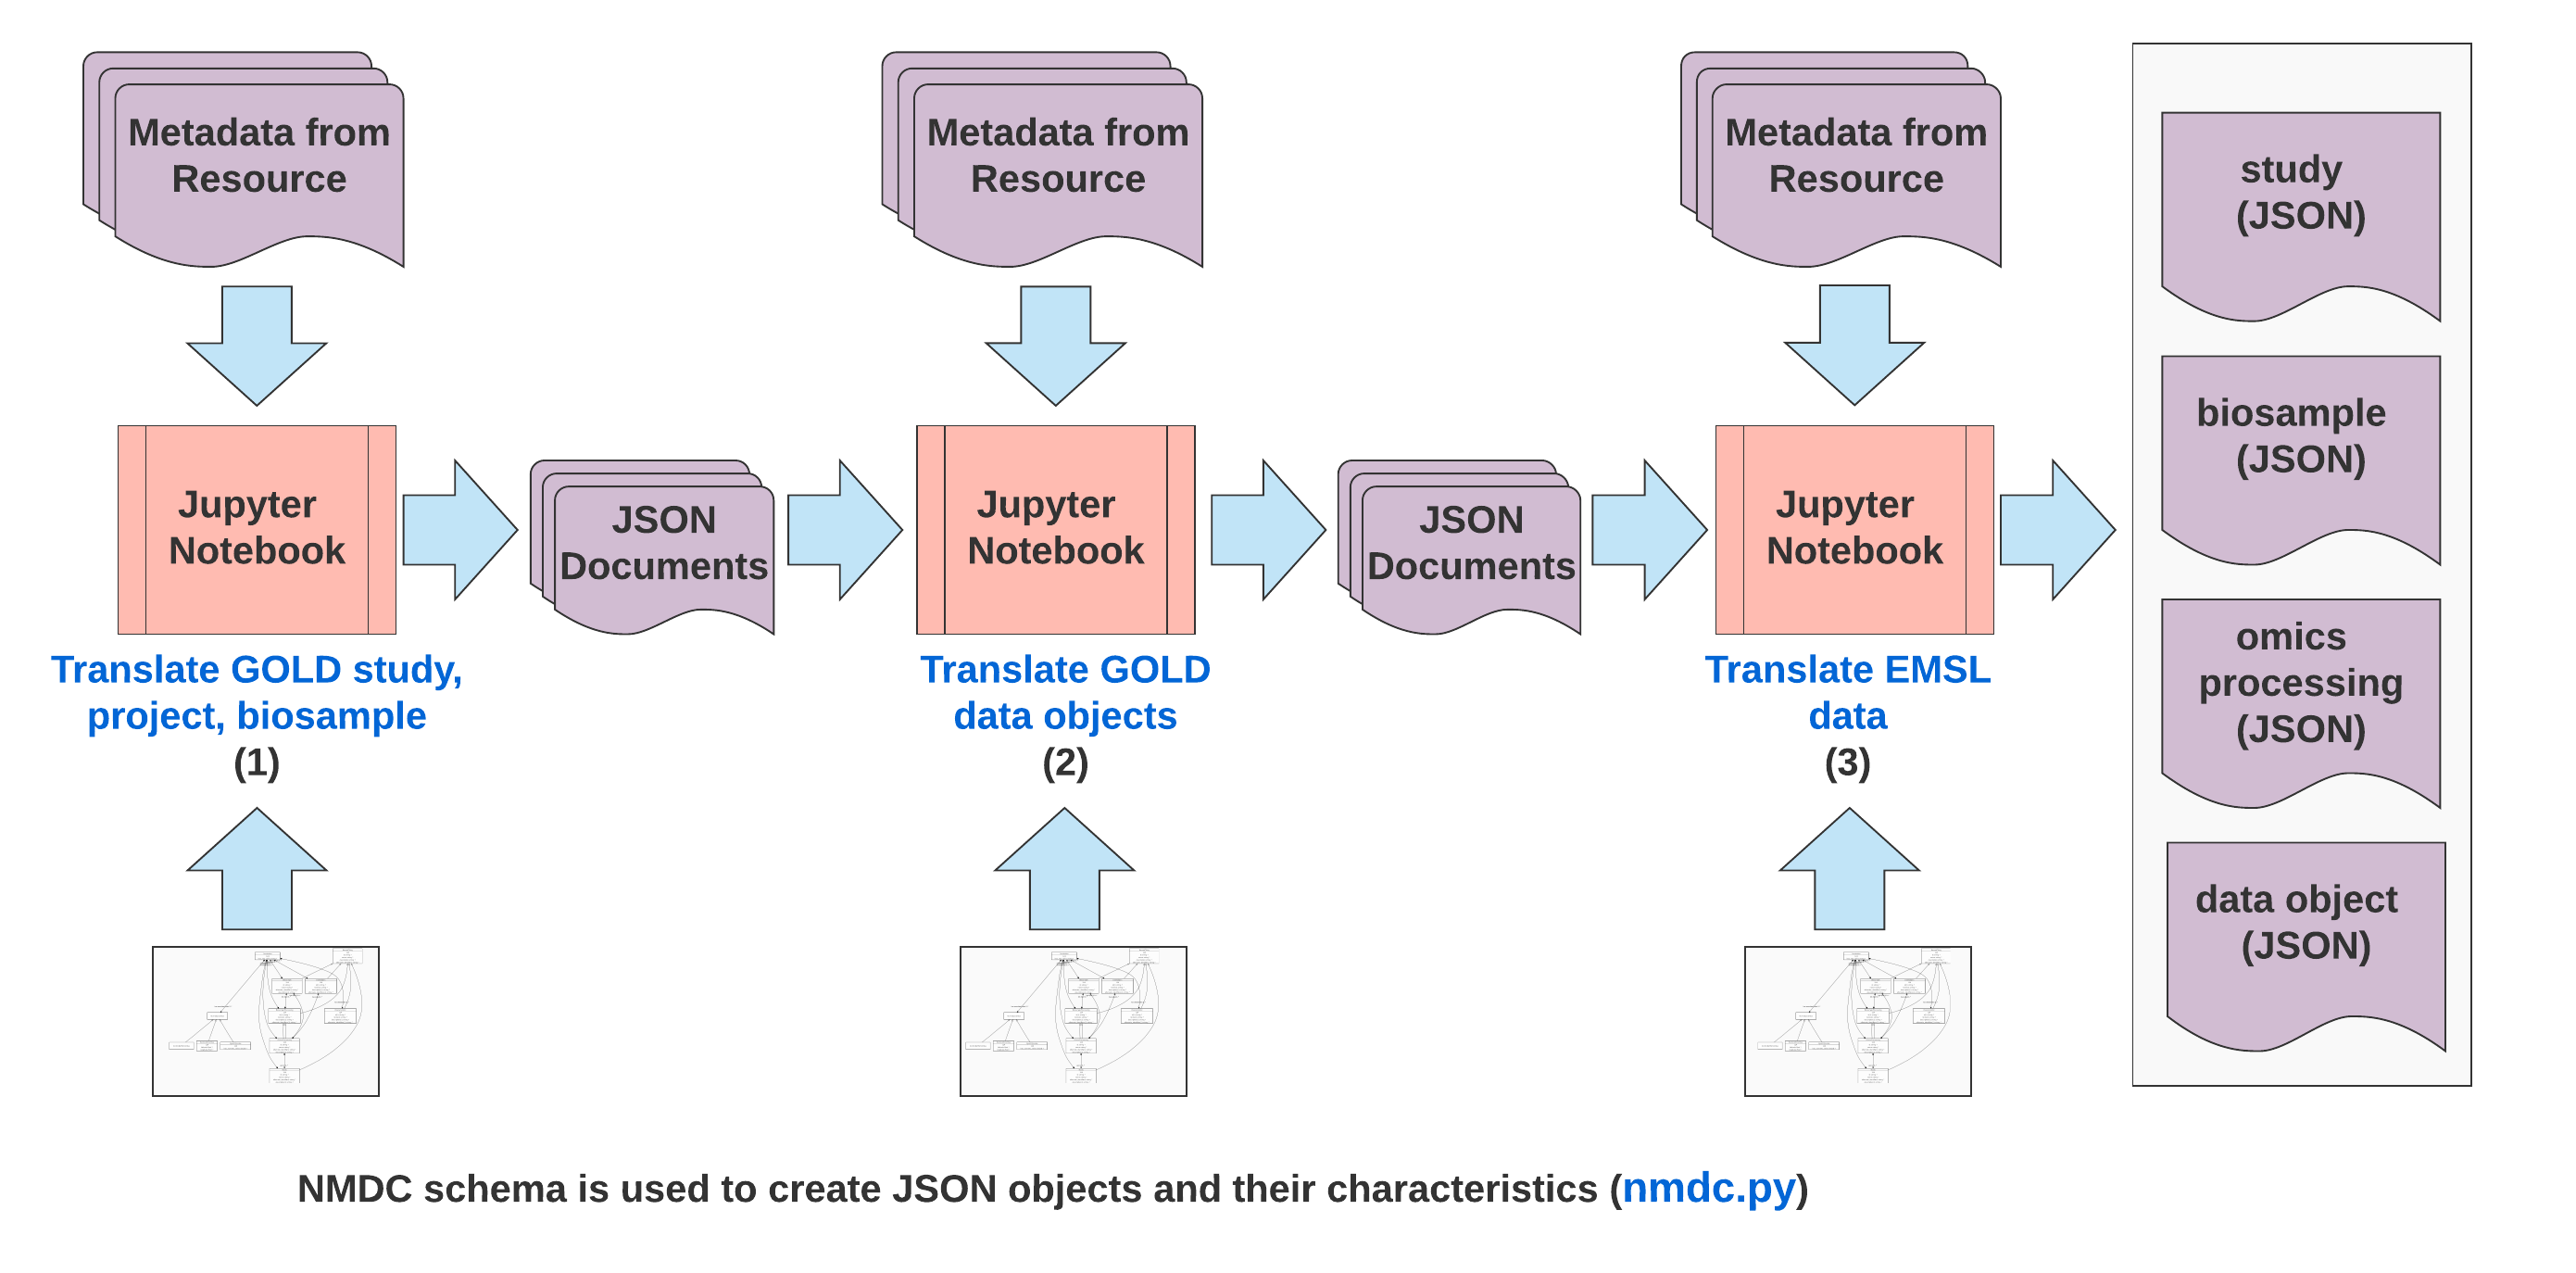 Metadata from
Resource
Metadata from
Resource
Metadata from
Resource
study
(JSON)
biosample
(JSON)
omics
processing
(JSON)
data object
(JSON)
Jupyter
Notebook
JSON
Documents
Jupyter
Notebook
JSON
Documents
Jupyter
Notebook
Translate GOLD study,
project, biosample
(1)
Translate GOLD
data objects
(2)
Translate EMSL
data
(3)
NMDC schema is used to create JSON objects and their characteristics (nmdc.py)